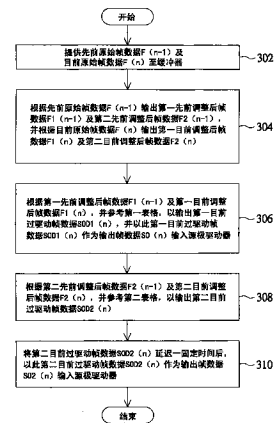 开始
提供先前原始帧数据F（n-1）及
目前原始帧数据F（n）至缓冲器
302
根据先前原始帧数据F（n-1）输出第一先前调整后帧
数据F1（n-1）及第二先前调整后帧数据F2（n-1），
并根据目前原始帧数据F（n）输出第一目前调整后帧
数据F1（n）及第二目前调整后帧数据F2（n）
304
根据第一先前调整后帧数据F1（n-1）及第一目前调整
后帧数据F1（n），并参考第一表格，以输出第一目前
过驱动帧数据SOD1（n），并以此第一目前过驱动帧
数据SOD1（n）作为输出帧数据SO（n）输入源极驱动器
306
根据第二先前调整后帧数据F2（n-1）及第二目前调整
后帧数据F2（n），并参考第二表格，以输出第二目前
过驱动帧数据SOD2（n）
308
将第二目前过驱动帧数据SOD2（n）延迟一固定时间后，
以此第二目前过驱动帧数据SOD2（n）作为输出帧数据
SO2（n）输入源极驱动器
310
结束